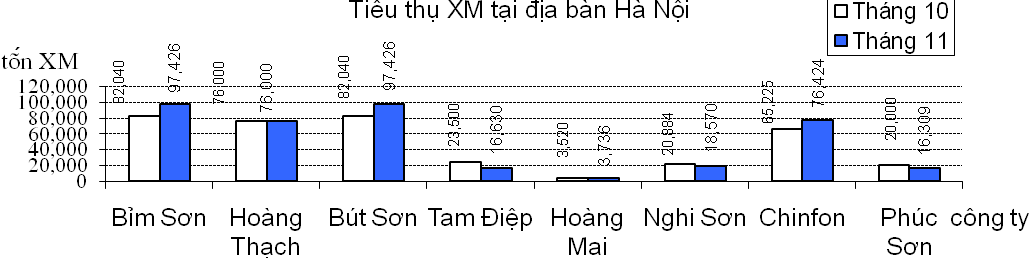 Tiêu thụ XM tại địa bàn Hà Nội
Tháng 10
Tháng 11
tốn XM
120,000
100,000
80,000
60,000
40,000
20,000
0
82,040
97,426
76,000
76,000
82,040
97,426
23,500
16,630
3,520
3,736
20,884
18,570
65,225
76,424
20,000
16,309
Bỉm Sơn
Hoàng Thạch
Bút Sơn
Tam Điệp
Hoàng Mai
Nghi Sơn
Chinfon
Phúc Sơn
công ty